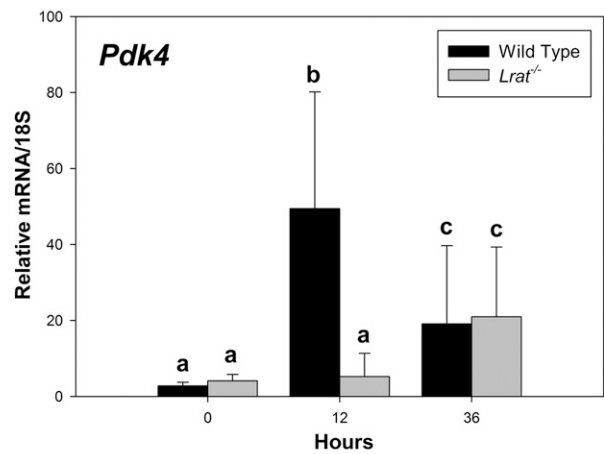 Pdk4
Wild Type
Lrat-/-
Relative mRNA/18S
100
80
60
40
20
0
a
a
b
a
c
c
0
12
36
Hours